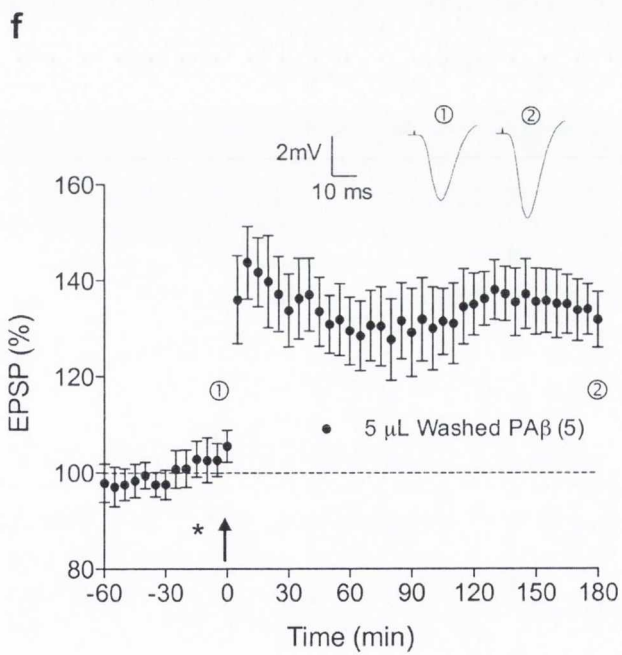 f
① ②
2mV
10 ms
160
140
120
100
80
EPSP (%)
① ②
5 μL Washed PAβ (5)
*
-60 -30 0 30 60 90 120 150 180
Time (min)